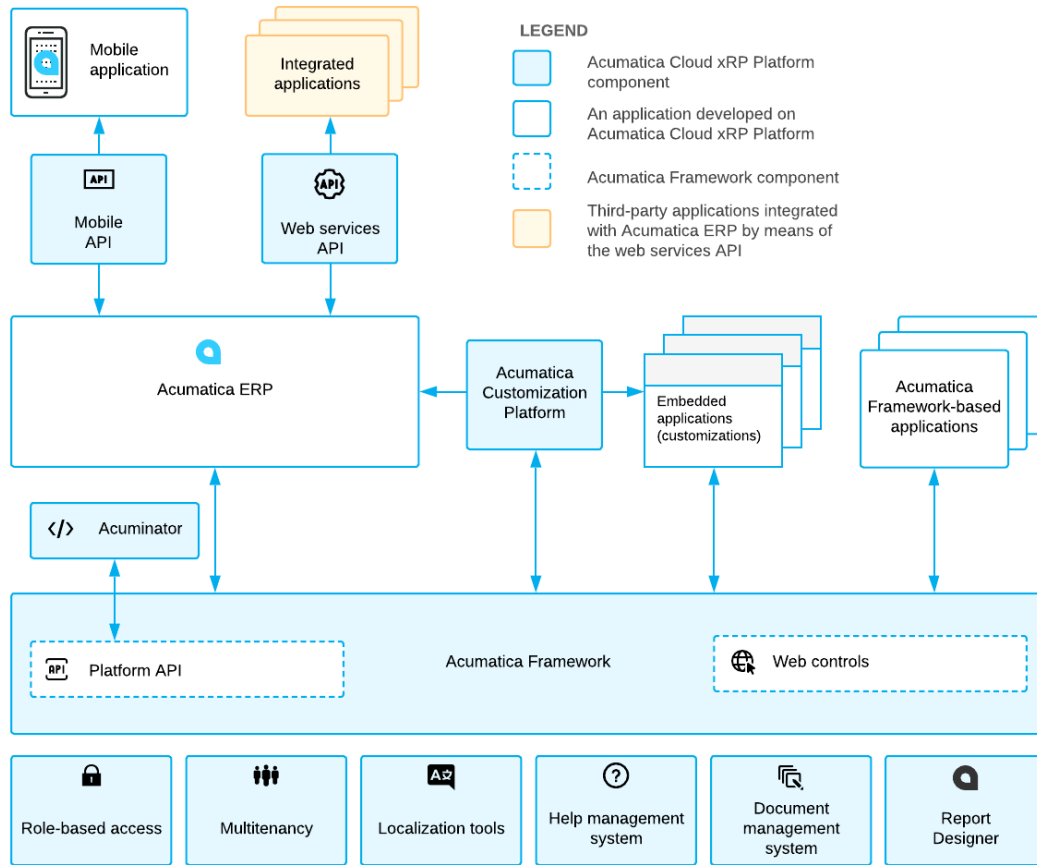 Mobile
application
Integrated
applications
LEGEND
Acumatica Cloud xRP Platform
component
An application developed on
Acumatica Cloud xRP Platform
Acumatica Framework component
Third-party applications integrated
with Acumatica ERP by means of
the web services API
API
Mobile
API
API
Web services
API
Acumatica ERP
Acumatica
Customization
Platform
Embedded
applications
(customizations)
Acumatica
Framework-based
applications
</> Acuminator
API
Platform API
Acumatica Framework
Web controls
Role-based access
Multitenancy
A
Localization tools
?
Help management
system
Document
management
system
Report
Designer